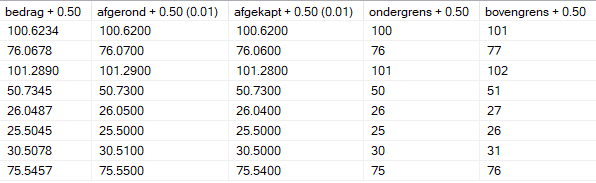 bedrag + 0.50 afgerond + 0.50 (0.01) afgekapt + 0.50 (0.01) ondergrens + 0.50 bovengrens + 0.50
100.6234 100.6200 100.6200 100 101
76.0678 76.0700 76.0600 76 77
101.2890 101.2900 101.2800 101 102
50.7345 50.7300 50.7300 50 51
26.0487 26.0500 26.0400 26 27
25.5045 25.5000 25.5000 25 26
30.5078 30.5100 30.5000 30 31
75.5457 75.5500 75.5400 75 76